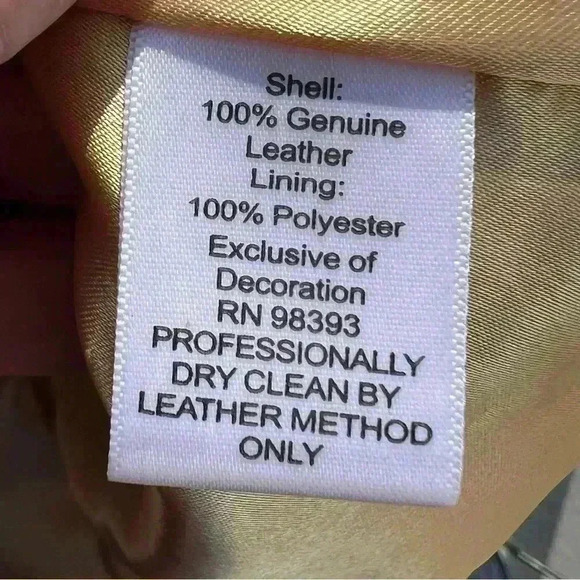 Shell:
100% Genuine
Leather
Lining:
100% Polyester
Exclusive of
Decoration
RN 98393
PROFESSIONALLY
DRY CLEAN BY
LEATHER METHOD
ONLY